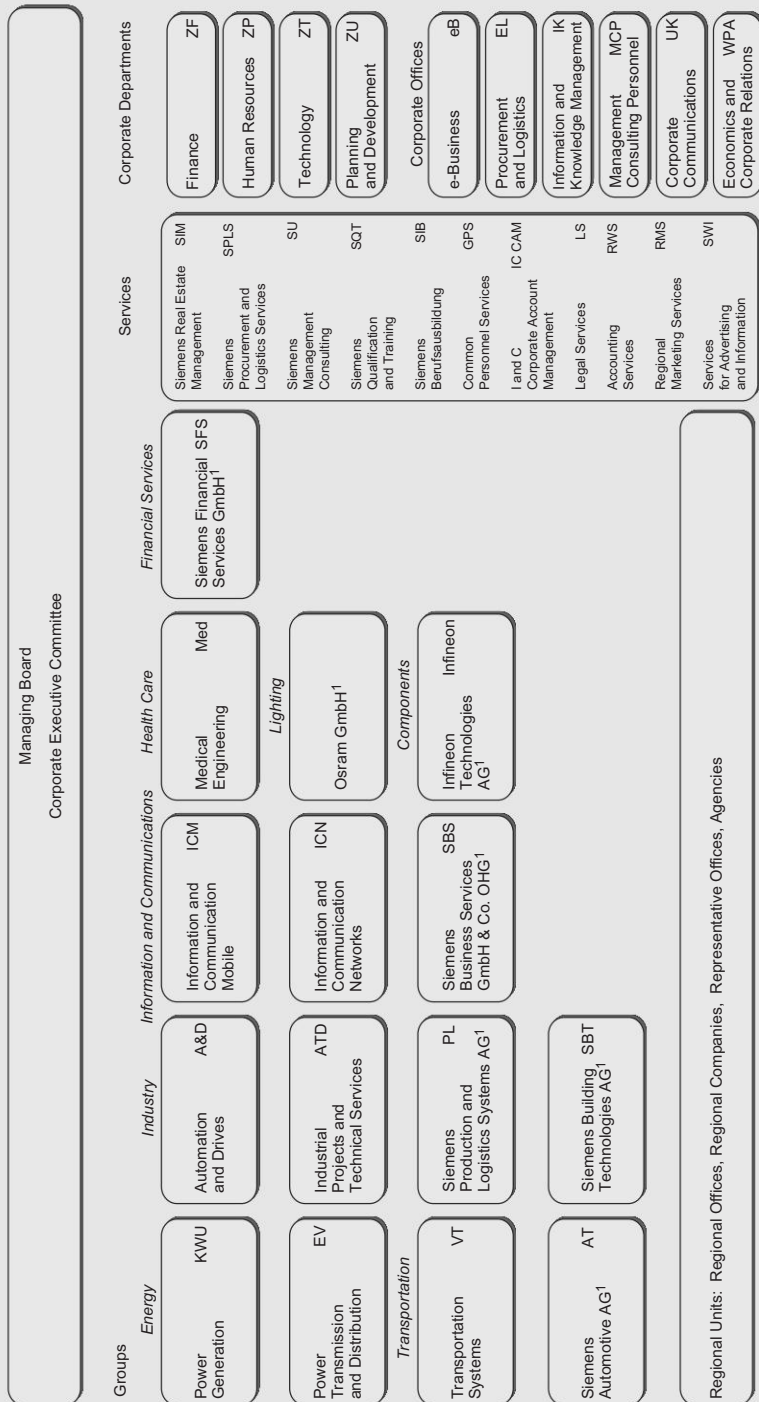 Managing Board
Corporate Executive Committee
Groups
Energy
Power KWU
Generation
Power EV
Transmission
and Distribution
Transportation
Transportation VT
Systems
Siemens AT
Automotive AG1
Industry
Automation A&D
and Drives
Industrial ATD
Projects and
Technical Services
Siemens PL
Production and
Logistics Systems AG1
Siemens Building SBT
Technologies AG1
Information and Communications
Information and ICM
Communication
Mobile
Information and ICN
Communication
Networks
Siemens SBS
Business Services
GmbH & Co. OHG1
Health Care
Medical Med
Engineering
Lighting
Osram GmbH1
Components
Infineon Infineon
Technologies
AG1
Financial Services
Siemens Financial SFS
Services GmbH1
Services
Siemens Real Estate SIM
Management
Siemens SPLS
Procurement and
Logistics Services
Siemens SU
Management
Consulting
Siemens SQT
Qualification
and Training
Siemens SIB
Berufsausbildung
Common GPS
Personnel Services
I and C IC CAM
Corporate Account
Management
Legal Services LS
Accounting RWS
Services
Regional RMS
Marketing Services
Services SWI
for Advertising
and Information
Corporate Departments
Finance ZF
Human Resources ZP
Technology ZT
Planning ZU
and Development
Corporate Offices
e-Business eB
Procurement EL
and Logistics
Information and IK
Knowledge Management
Management MCP
Consulting Personnel
Corporate UK
Communications
Economics and WPA
Corporate Relations
Regional Units: Regional Offices, Regional Companies, Representative Offices, Agencies